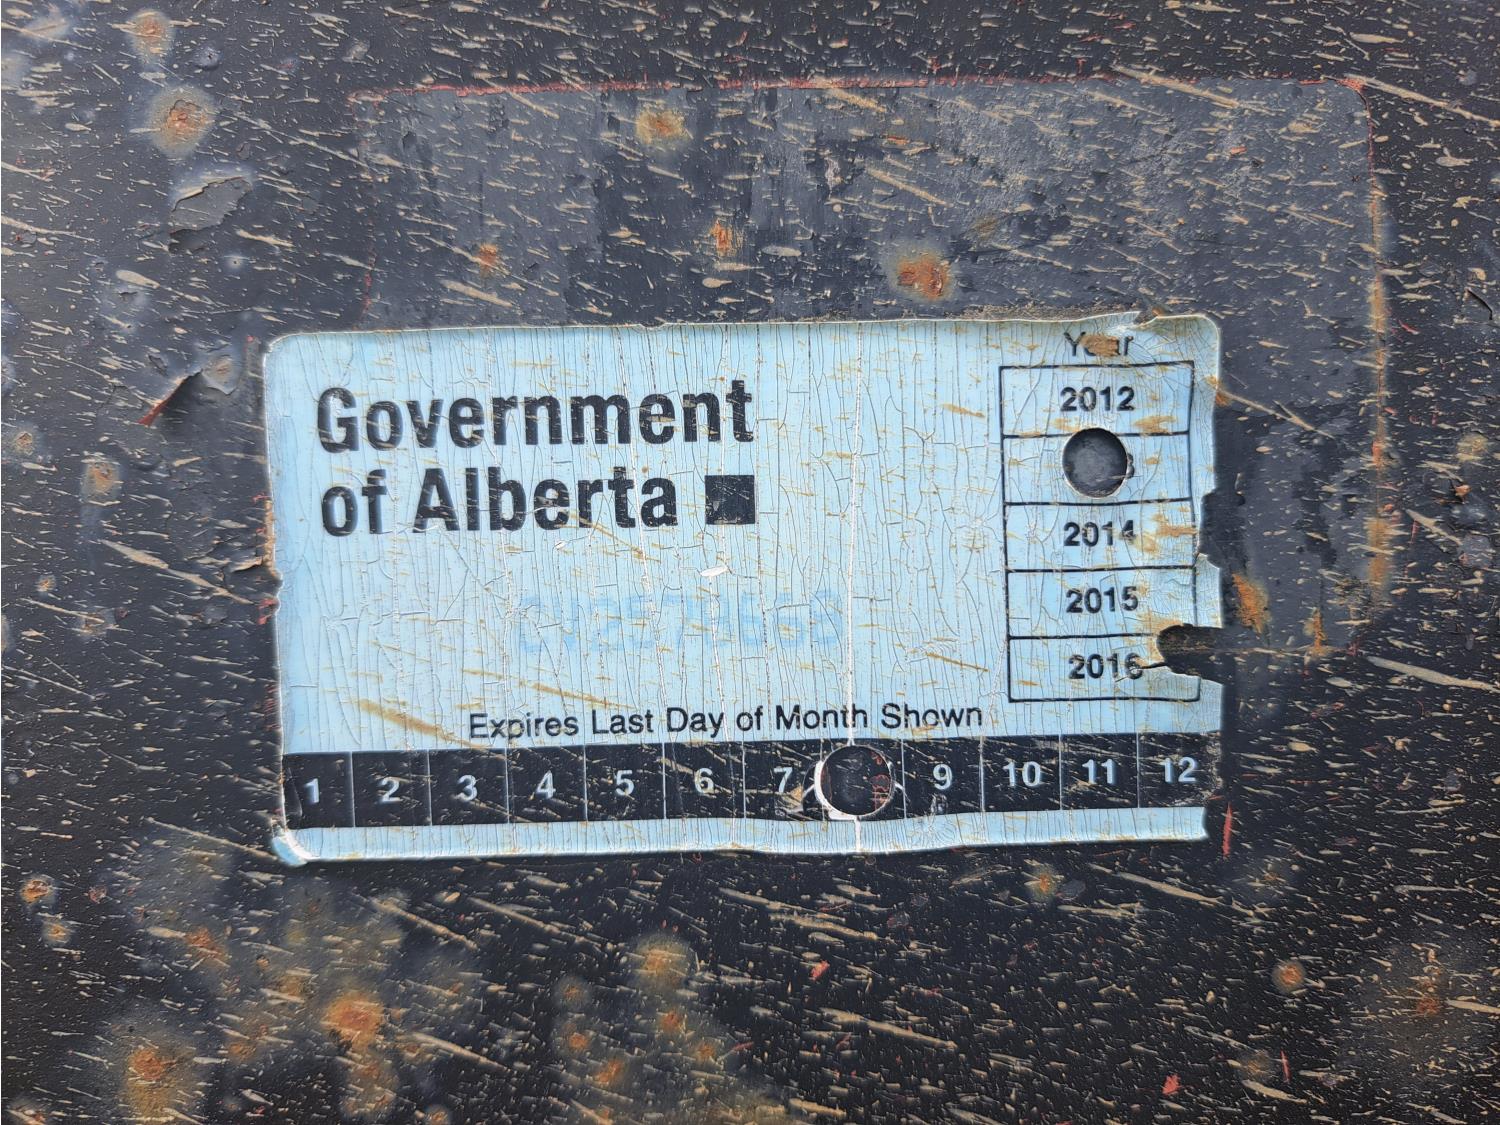 Year
Government
of Alberta
2012
2014
2015
2016
Expires Last Day of Month Shown
1 2 3 4 5 6 7 9 10 11 12